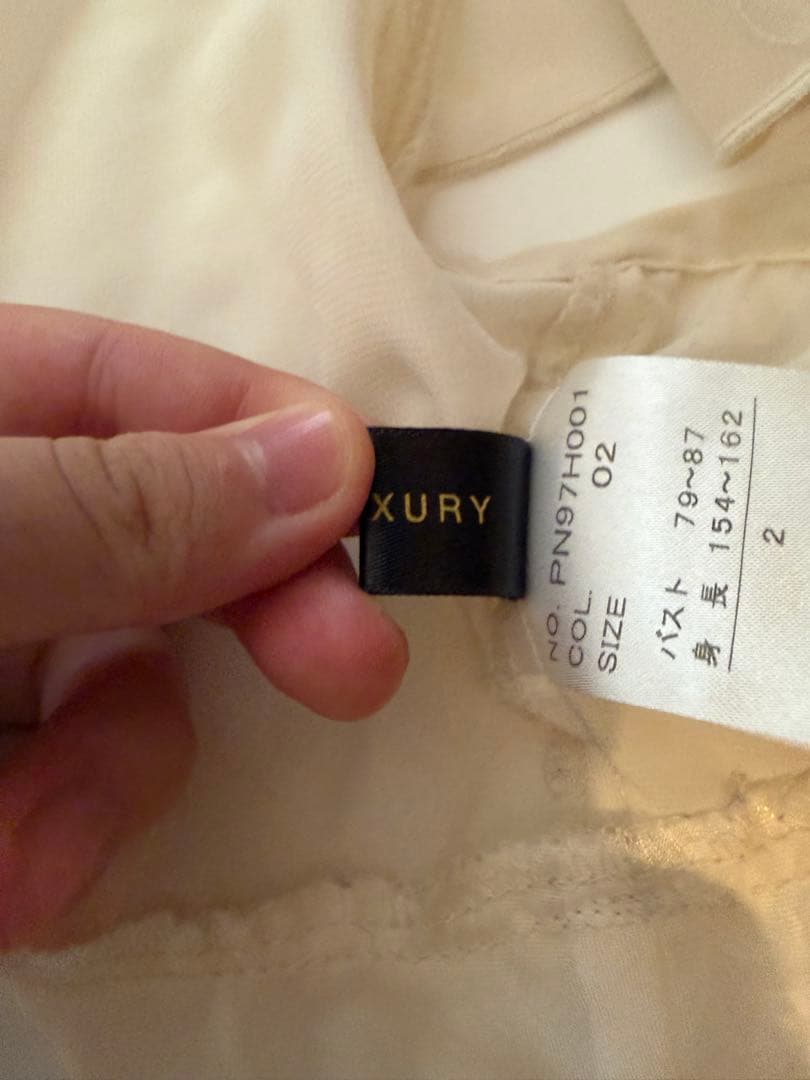 XURY
NO. PN97H001
COL. 02
SIZE
バスト 79~87
身長 154~162
2